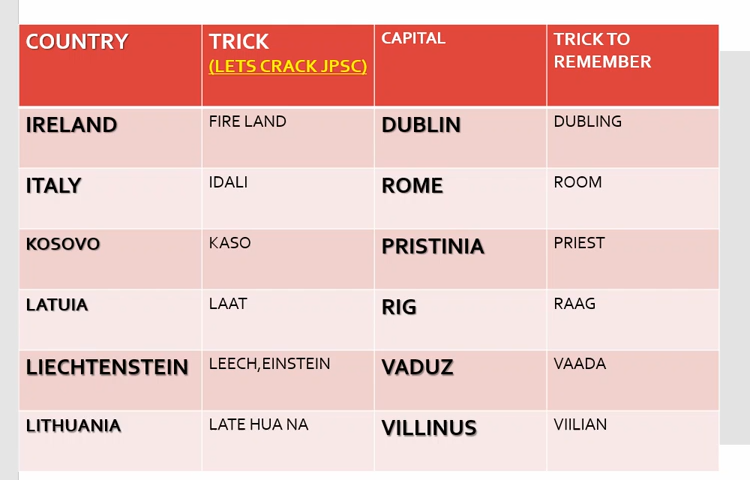 COUNTRY
TRICK
(LETS CRACK JPSC)
CAPITAL
TRICK TO
REMEMBER
IRELAND
FIRE LAND
DUBLIN
DUBLING
ITALY
IDALI
ROME
ROOM
KOSOVO
KASO
PRISTINIA
PRIEST
LATUIA
LAAT
RIG
RAAG
LIECHTENSTEIN
LEECH,EINSTEIN
VADUZ
VAADA
LITHUANIA
LATE HUA NA
VILLINUS
VIILIAN